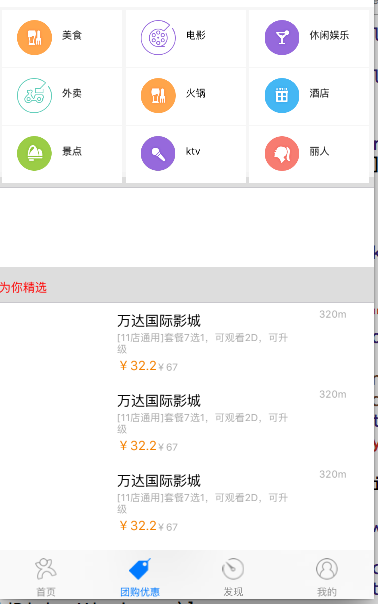 美食 电影 休闲娱乐
外卖 火锅 酒店
景点 ktv 丽人
为你精选
万达国际影城 320m
[11店通用]套餐7选1，可观看2D，可升
级
￥32.2￥67
万达国际影城 320m
[11店通用]套餐7选1，可观看2D，可升
级
￥32.2￥67
万达国际影城 320m
[11店通用]套餐7选1，可观看2D，可升
级
￥32.2￥67
首页 团购优惠 发现 我的